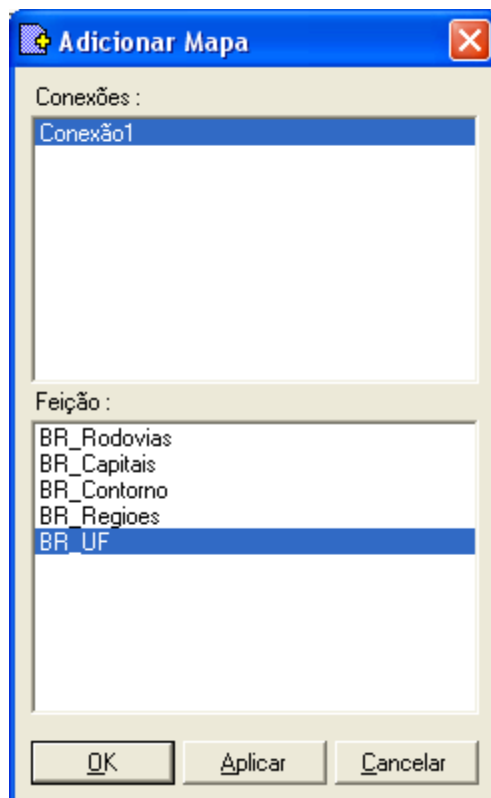 Adicionar Mapa
Conexões :
Conexão1
Feição :
BR_Rodovias
BR_Capitais
BR_Contorno
BR_Regioes
BR_UF
OK Aplicar Cancelar